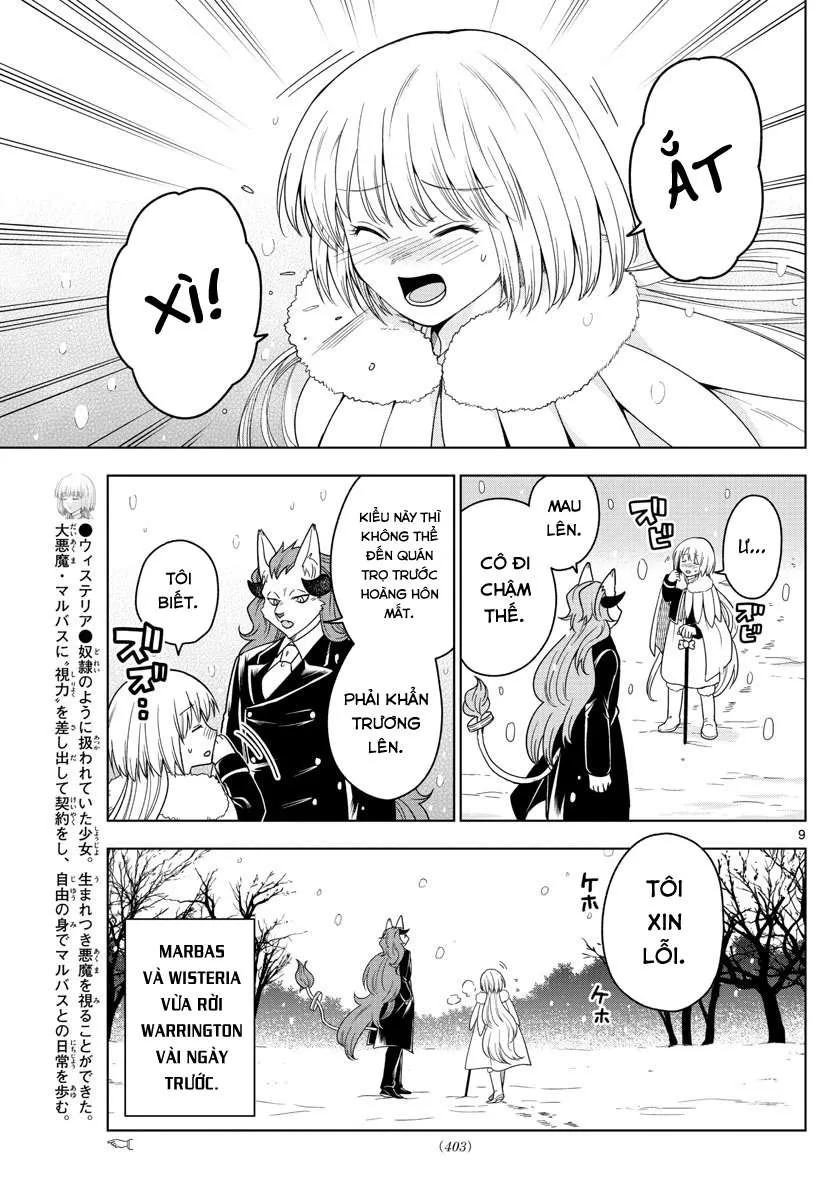 ẮT
XÌ!
Ư...
ズビ
ズビ
MAU
LÊN.
CÔ ĐI
CHẬM
THẾ.
KIỂU NÀY THÌ
KHÔNG THỂ
ĐẾN QUÁN
TRỌ TRƯỚC
HOÀNG HÔN
MẤT.
PHẢI KHẨN
TRƯƠNG
LÊN.
TÔI
BIẾT.
ズズ...
9
TÔI
XIN
LỖI.
ケホ
ケホ
MARBAS
VÀ WISTERIA
VỪA RỜI
WARRINGTON
VÀI NGÀY
TRƯỚC.
●ウィステリア●奴隷のように扱われていた少女。生まれつき悪魔を視ることができた。
大悪魔・マルバスに〝視力〟を差し出して契約をし、自由の身でマルバスとの日常を歩む。
(403)